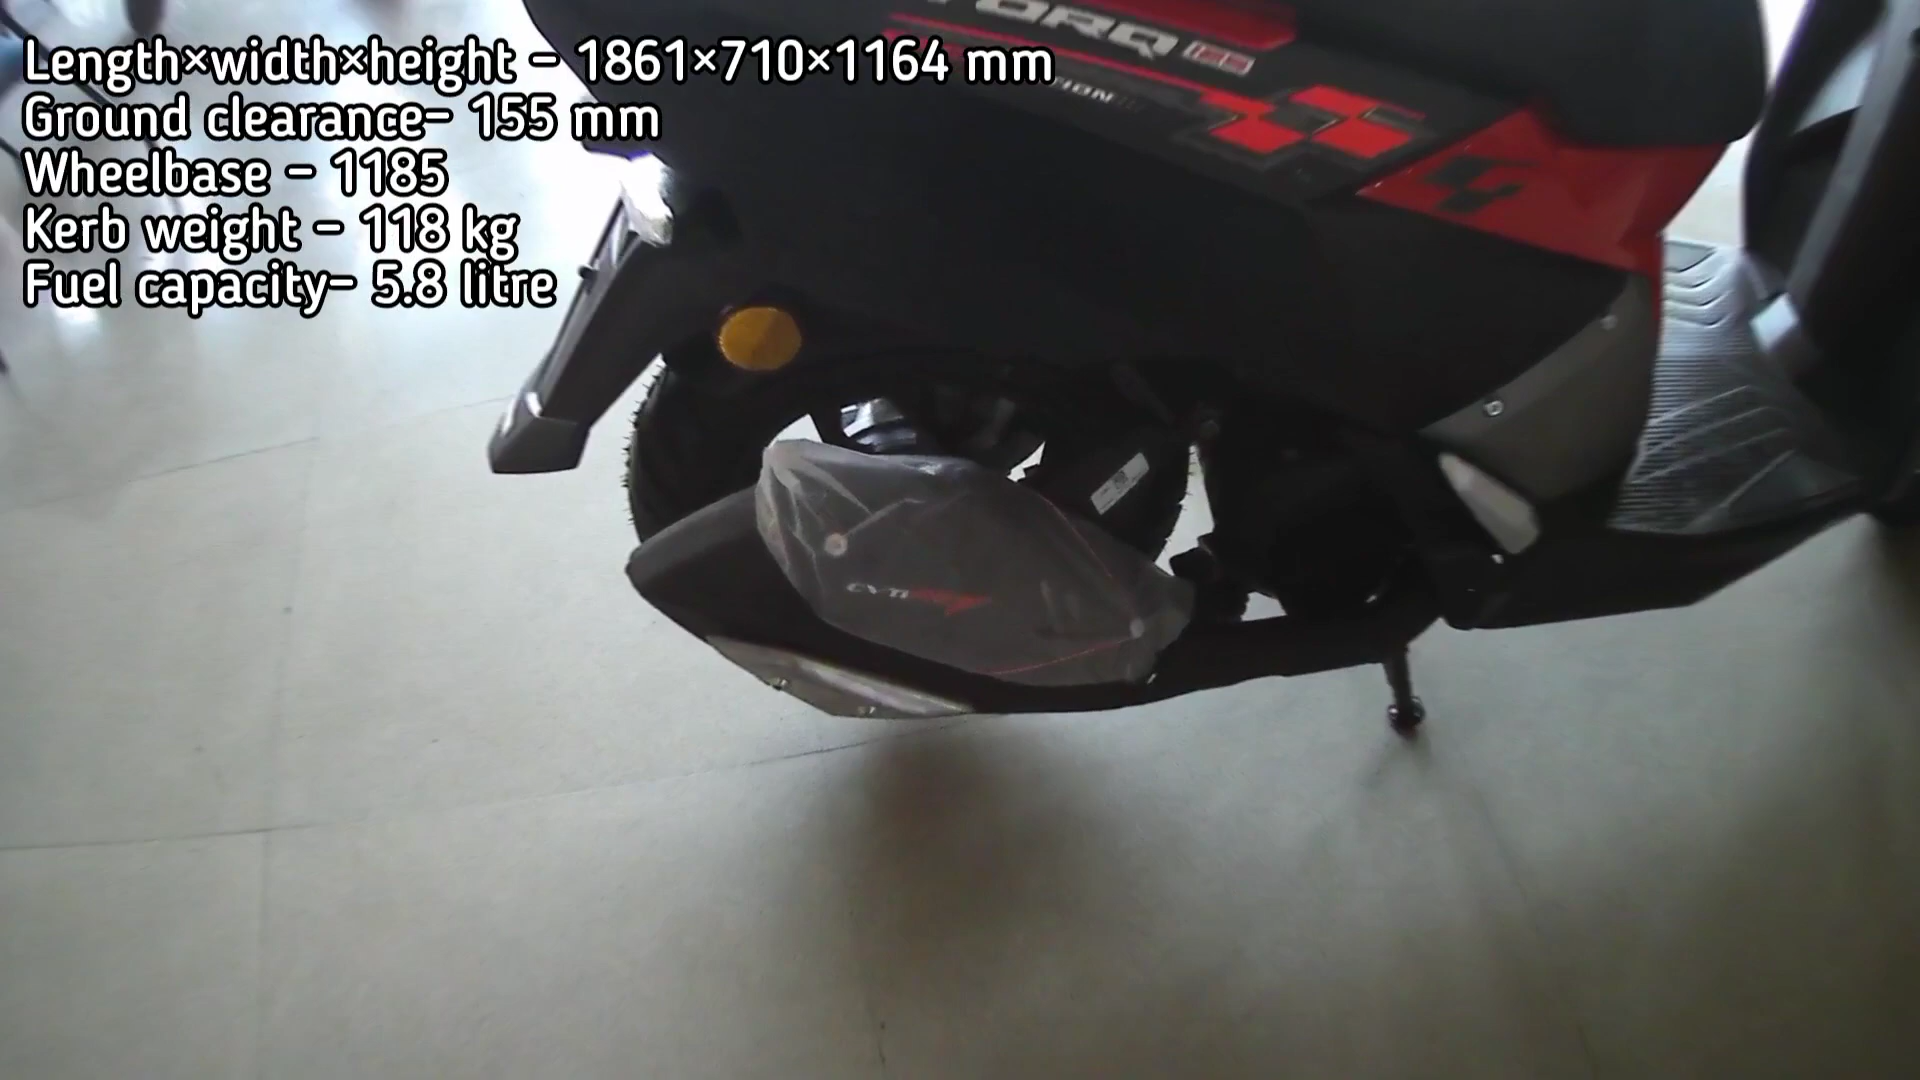 Length×width×height - 1861×710×1164 mm
Ground clearance- 155 mm
Wheelbase - 1185
Kerb weight - 118 kg
Fuel capacity- 5.8 litre
TORQ